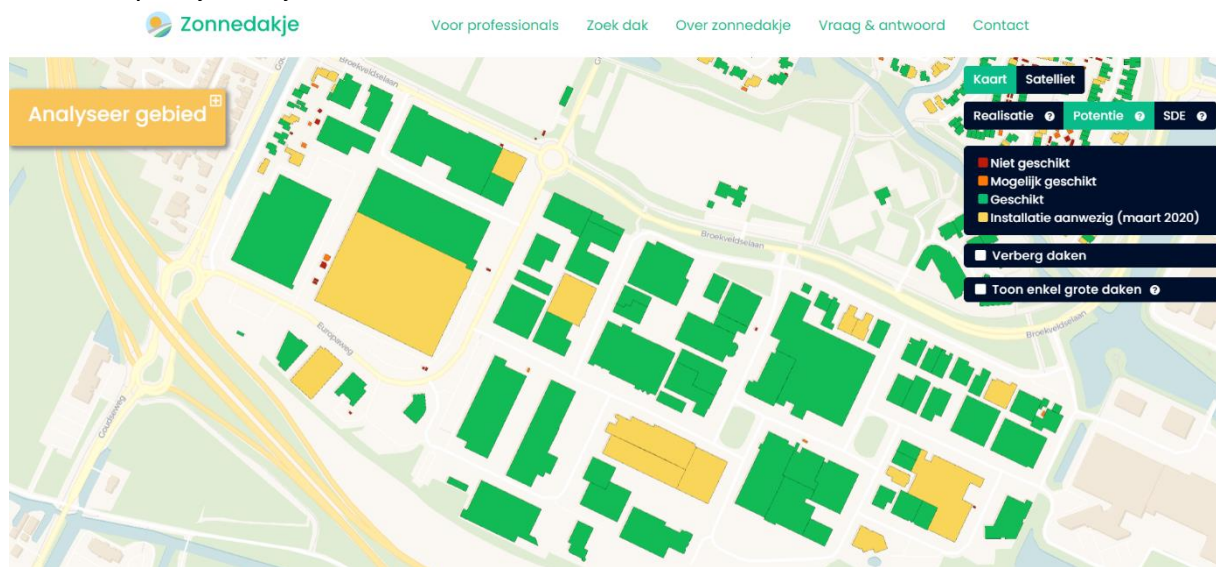 Zonnedakje
Voor professionals Zoek dak Over zonnedakje Vraag & antwoord Contact
Broekveldselaan
Kaart Satelliet
Analyseer gebied
Realisatie ? Potentie ? SDE ?
Niet geschikt
Mogelijk geschikt
Geschikt
Installatie aanwezig (maart 2020)
Broekveldselaan
Verberg daken
Toon enkel grote daken ?
Europaweg
Broekveldselaan
Goudseweg